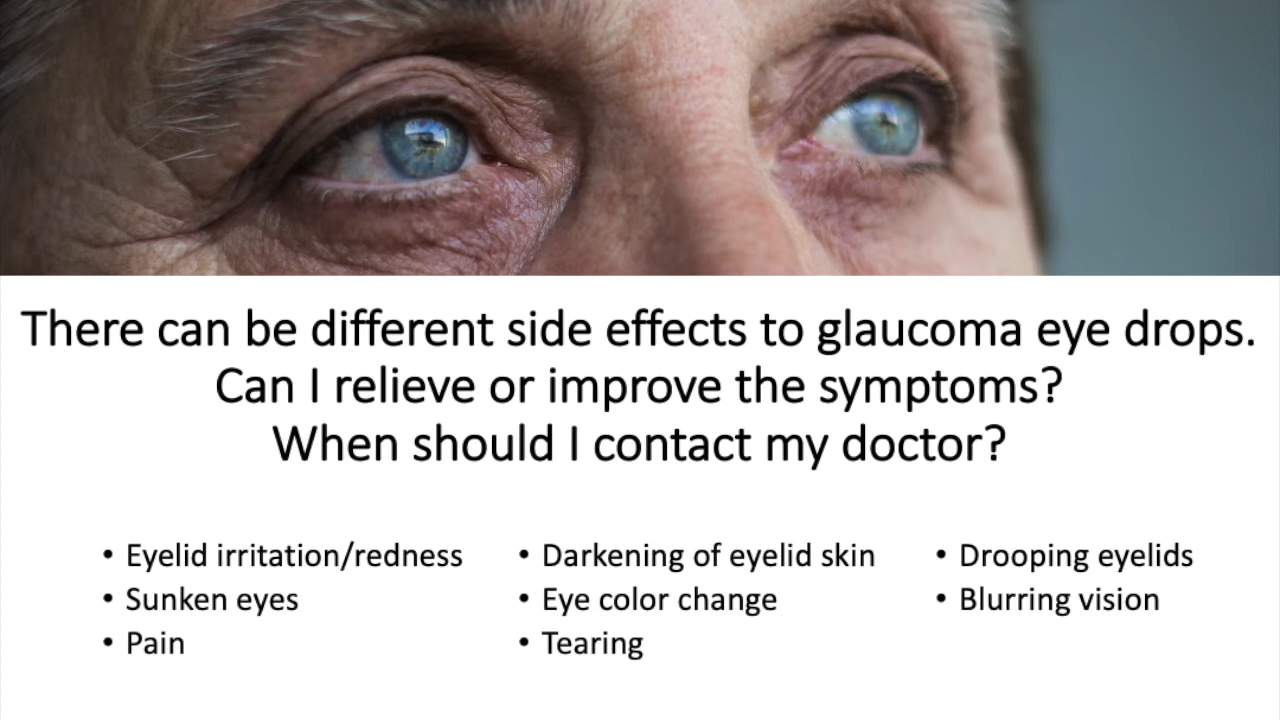 There can be different side effects to glaucoma eye drops.
Can I relieve or improve the symptoms?
When should I contact my doctor?
• Eyelid irritation/redness
• Sunken eyes
• Pain
• Darkening of eyelid skin
• Eye color change
• Tearing
• Drooping eyelids
• Blurring vision